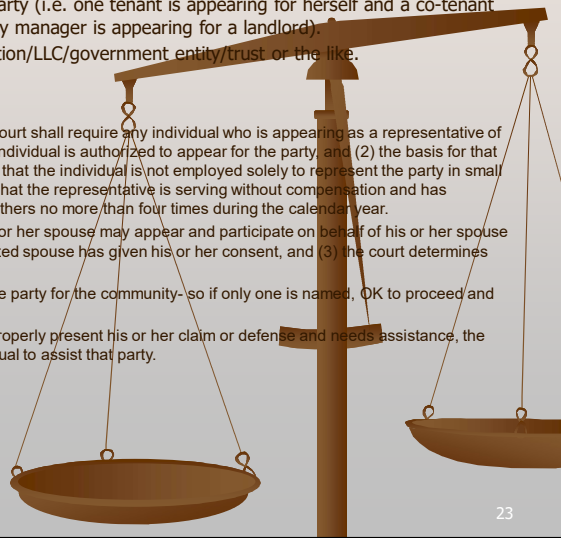 arty (i.e. one tenant is appearing for herself and a co-tenant
y manager is appearing for a landlord).
tion/LLC/government entity/trust or the like.
ourt shall require any individual who is appearing as a representative of
ndividual is authorized to appear for the party, and (2) the basis for that
that the individual is not employed solely to represent the party in small
hat the representative is serving without compensation and has
thers no more than four times during the calendar year.
or her spouse may appear and participate on behalf of his or her spouse
ted spouse has given his or her consent, and (3) the court determines
e party for the community- so if only one is named, OK to proceed and
roperly present his or her claim or defense and needs assistance, the
ual to assist that party.
23